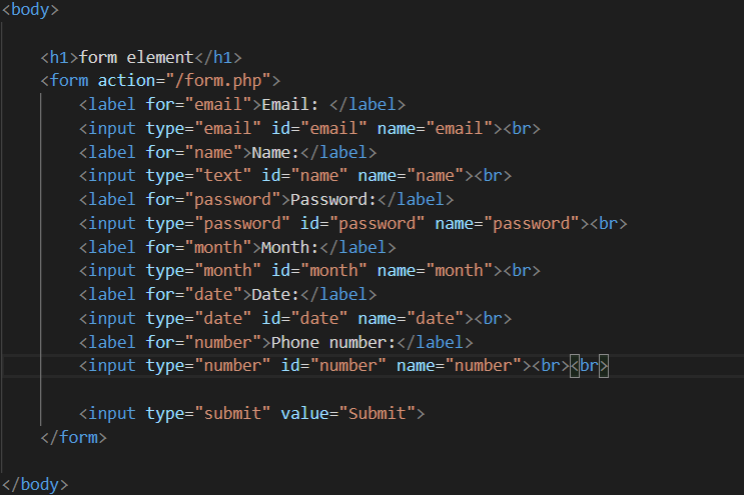 <body>
<h1>form element</h1>
<form action="/form.php">
<label for="email">Email: </label>
<input type="email" id="email" name="email"><br>
<label for="name">Name:</label>
<input type="text" id="name" name="name"><br>
<label for="password">Password:</label>
<input type="password" id="password" name="password"><br>
<label for="month">Month:</label>
<input type="month" id="month" name="month"><br>
<label for="date">Date:</label>
<input type="date" id="date" name="date"><br>
<label for="number">Phone number:</label>
<input type="number" id="number" name="number"><br><br>
<input type="submit" value="Submit">
</form>
</body>